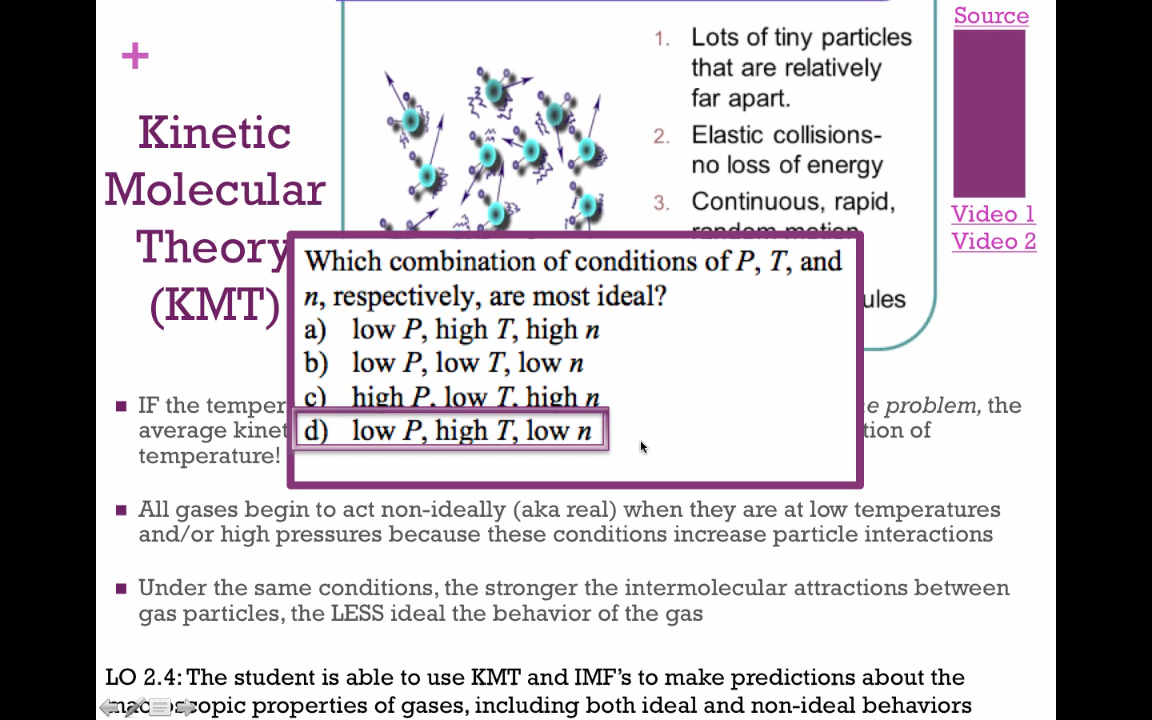 +
Kinetic
Molecular
Theory
(KMT)
1. Lots of tiny particles
that are relatively
far apart.
2. Elastic collisions-
no loss of energy
3. Continuous, rapid,
random motion
ules
Source
Video 1
Video 2
Which combination of conditions of P, T, and
n, respectively, are most ideal?
a) low P, high T, high n
b) low P, low T, low n
c) high P, low T, high n
d) low P, high T, low n
■ IF the temper e problem, the
average kinet tion of
temperature!
■ All gases begin to act non-ideally (aka real) when they are at low temperatures
and/or high pressures because these conditions increase particle interactions
■ Under the same conditions, the stronger the intermolecular attractions between
gas particles, the LESS ideal the behavior of the gas
LO 2.4: The student is able to use KMT and IMF's to make predictions about the
macroscopic properties of gases, including both ideal and non-ideal behaviors